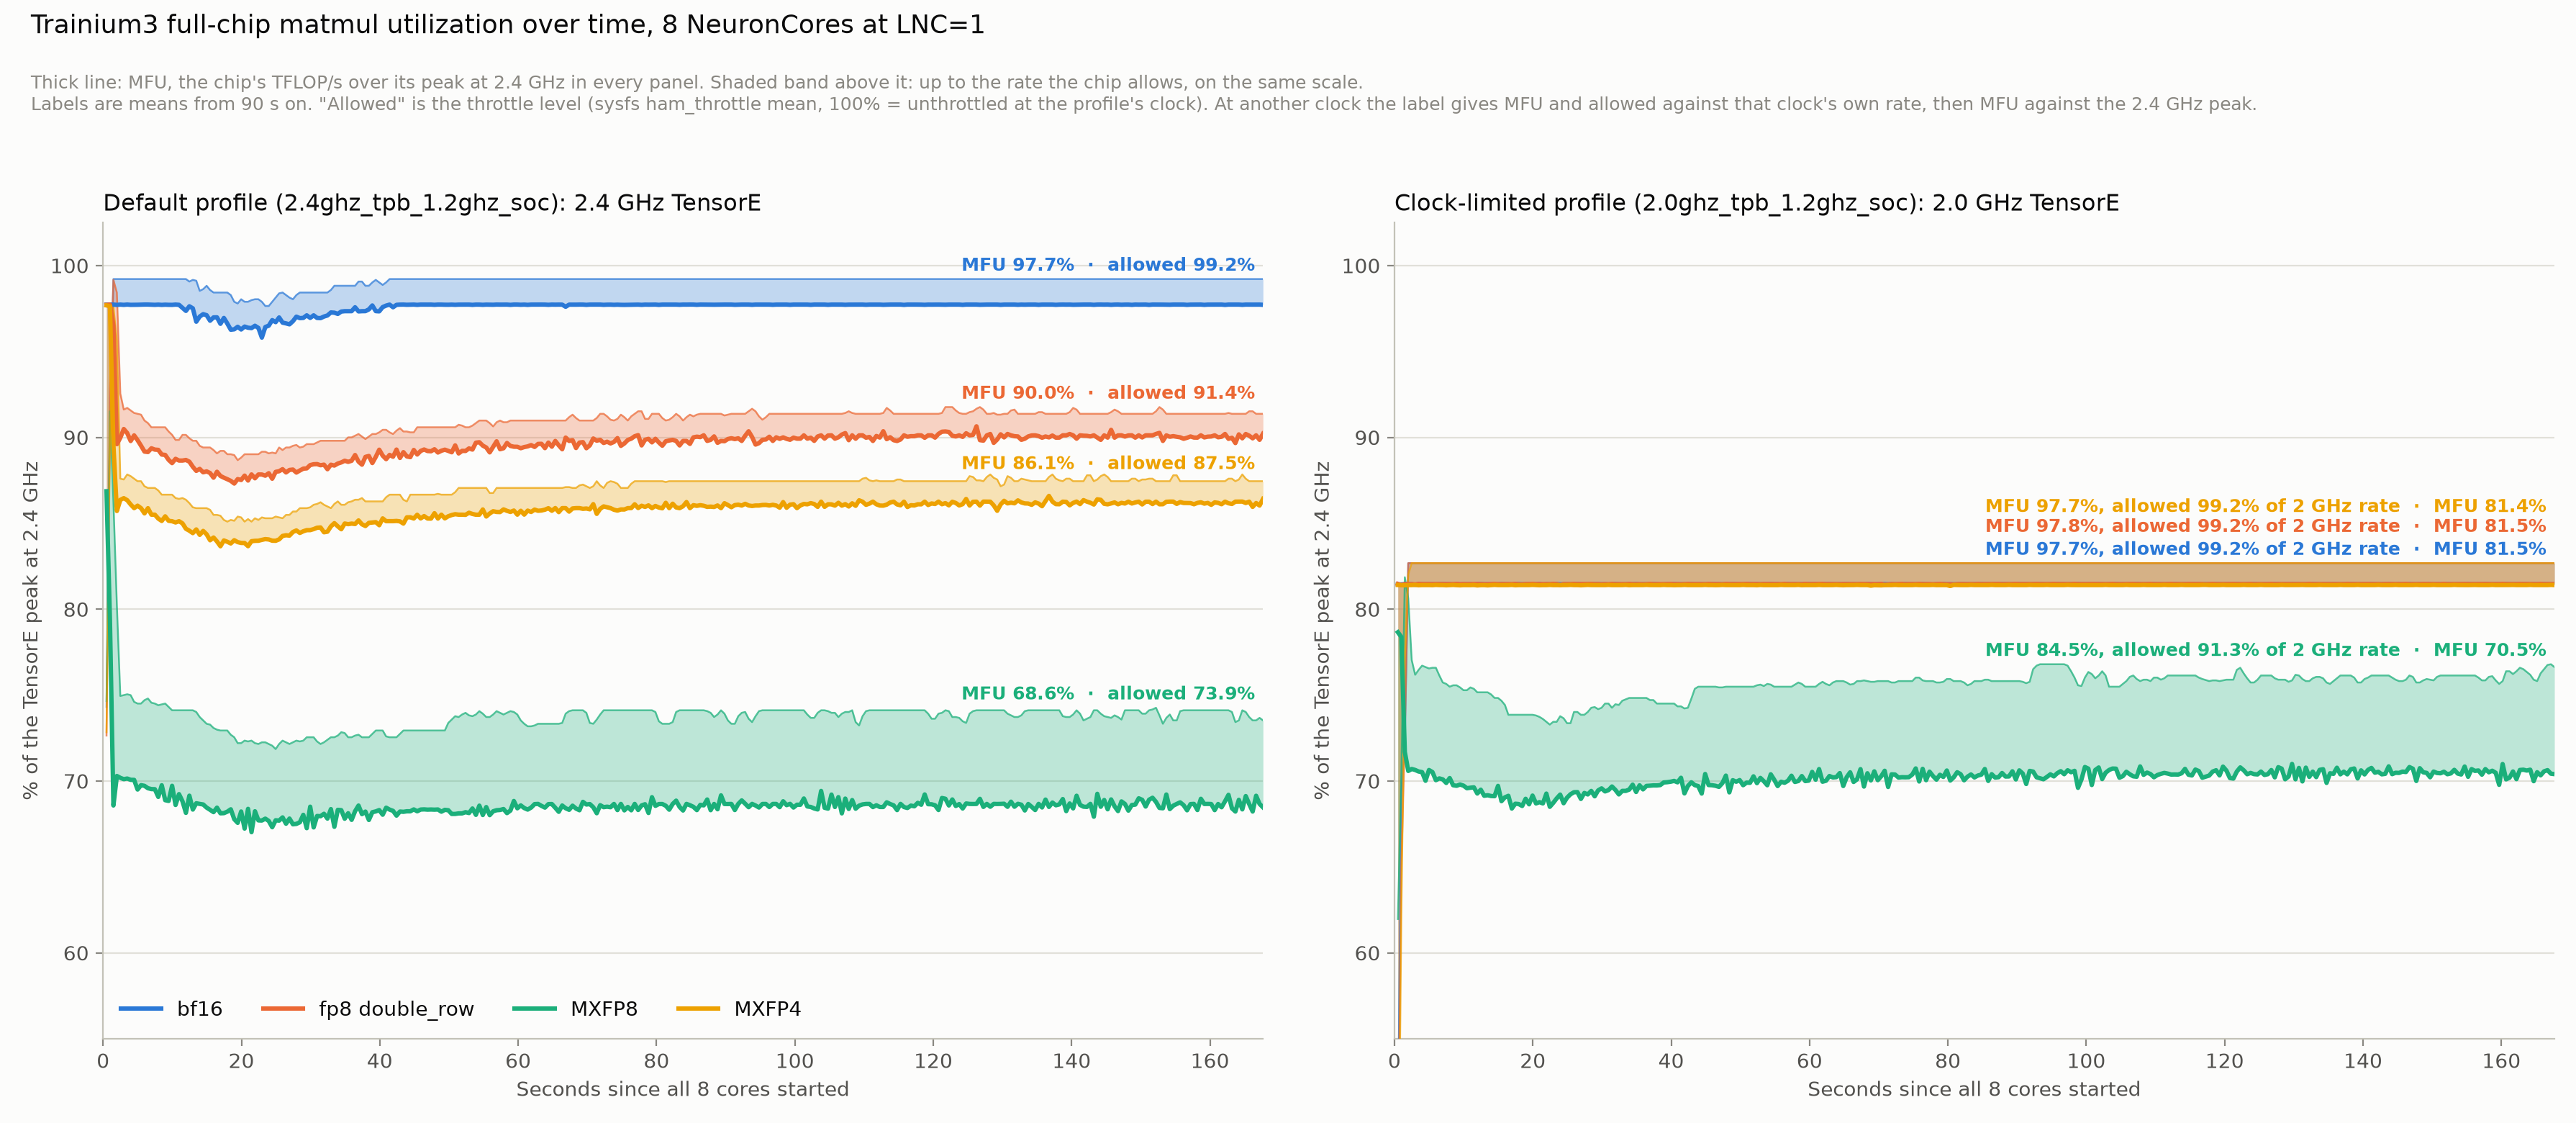 Trainium3 full-chip matmul utilization over time, 8 NeuronCores at LNC=1
Thick line: MFU, the chip's TFLOP/s over its peak at 2.4 GHz in every panel. Shaded band above it: up to the rate the chip allows, on the same scale.
Labels are means from 90 s on. "Allowed" is the throttle level (sysfs ham_throttle mean, 100% = unthrottled at the profile's clock). At another clock the label gives MFU and allowed against that clock's own rate, then MFU against the 2.4 GHz peak.
Default profile (2.4ghz_tpb_1.2ghz_soc): 2.4 GHz TensorE
% of the TensorE peak at 2.4 GHz
100
90
80
70
60
MFU 97.7% · allowed 99.2%
MFU 90.0% · allowed 91.4%
MFU 86.1% · allowed 87.5%
MFU 68.6% · allowed 73.9%
bf16 fp8 double_row MXFP8 MXFP4
0 20 40 60 80 100 120 140 160
Seconds since all 8 cores started
Clock-limited profile (2.0ghz_tpb_1.2ghz_soc): 2.0 GHz TensorE
% of the TensorE peak at 2.4 GHz
100
90
80
70
60
MFU 97.7%, allowed 99.2% of 2 GHz rate · MFU 81.4%
MFU 97.8%, allowed 99.2% of 2 GHz rate · MFU 81.5%
MFU 97.7%, allowed 99.2% of 2 GHz rate · MFU 81.5%
MFU 84.5%, allowed 91.3% of 2 GHz rate · MFU 70.5%
0 20 40 60 80 100 120 140 160
Seconds since all 8 cores started